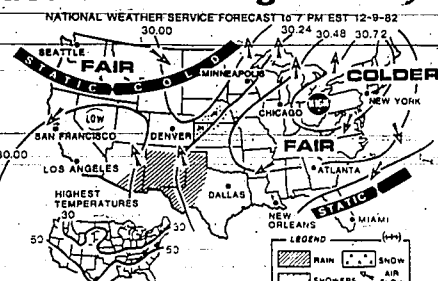 NATIONAL WEATHER SERVICE FORECAST to 7 PM EST 12-9-82
30.00
30.24
30.48
30.72
SEATTLE
FAIR
STATIC
COLD
MINNEAPOLIS
COLDER
NEW YORK
CHICAGO
LOW
SAN FRANCISCO
DENVER
FAIR
30.00
LOS ANGELES
ATLANTA
DALLAS
HIGHEST
TEMPERATURES
30
50
30
50
NEW
ORLEANS
STATIC
MIAMI
LEGEND
RAIN
SNOW
SHOWERS
AIR